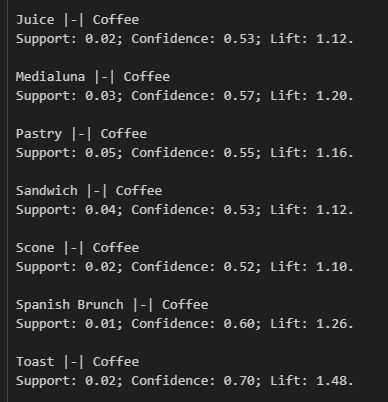 Juice |-| Coffee
Support: 0.02; Confidence: 0.53; Lift: 1.12.
Medialuna |-| Coffee
Support: 0.03; Confidence: 0.57; Lift: 1.20.
Pastry |-| Coffee
Support: 0.05; Confidence: 0.55; Lift: 1.16.
Sandwich |-| Coffee
Support: 0.04; Confidence: 0.53; Lift: 1.12.
Scone |-| Coffee
Support: 0.02; Confidence: 0.52; Lift: 1.10.
Spanish Brunch |-| Coffee
Support: 0.01; Confidence: 0.60; Lift: 1.26.
Toast |-| Coffee
Support: 0.02; Confidence: 0.70; Lift: 1.48.